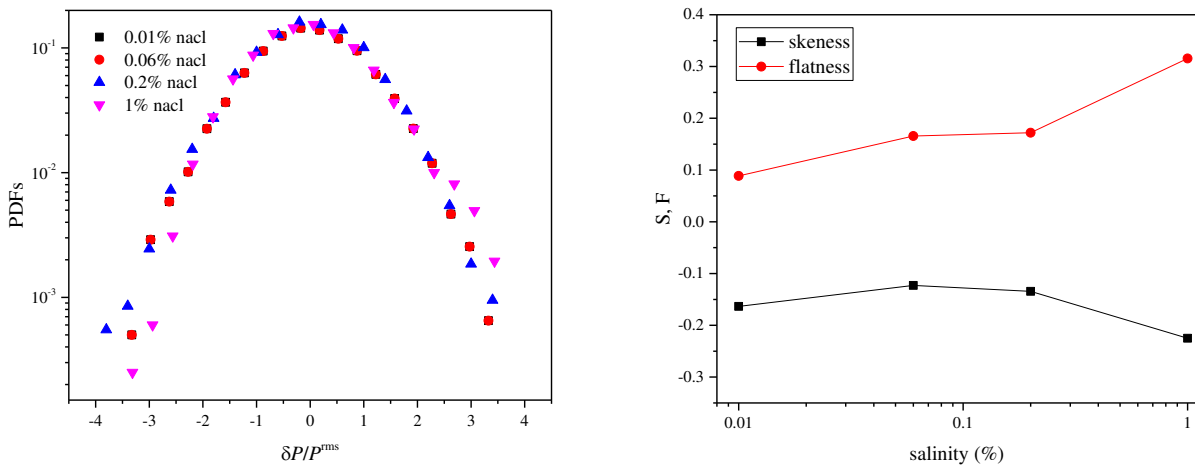 10⁻¹
10⁻²
10⁻³
PDFs
0.01% nacl
0.06% nacl
0.2% nacl
1% nacl
-4 -3 -2 -1 0 1 2 3 4
δP/P^rms
0.4
0.3
0.2
0.1
0.0
-0.1
-0.2
-0.3
S, F
skeness
flatness
0.01 0.1 1
salinity (%)